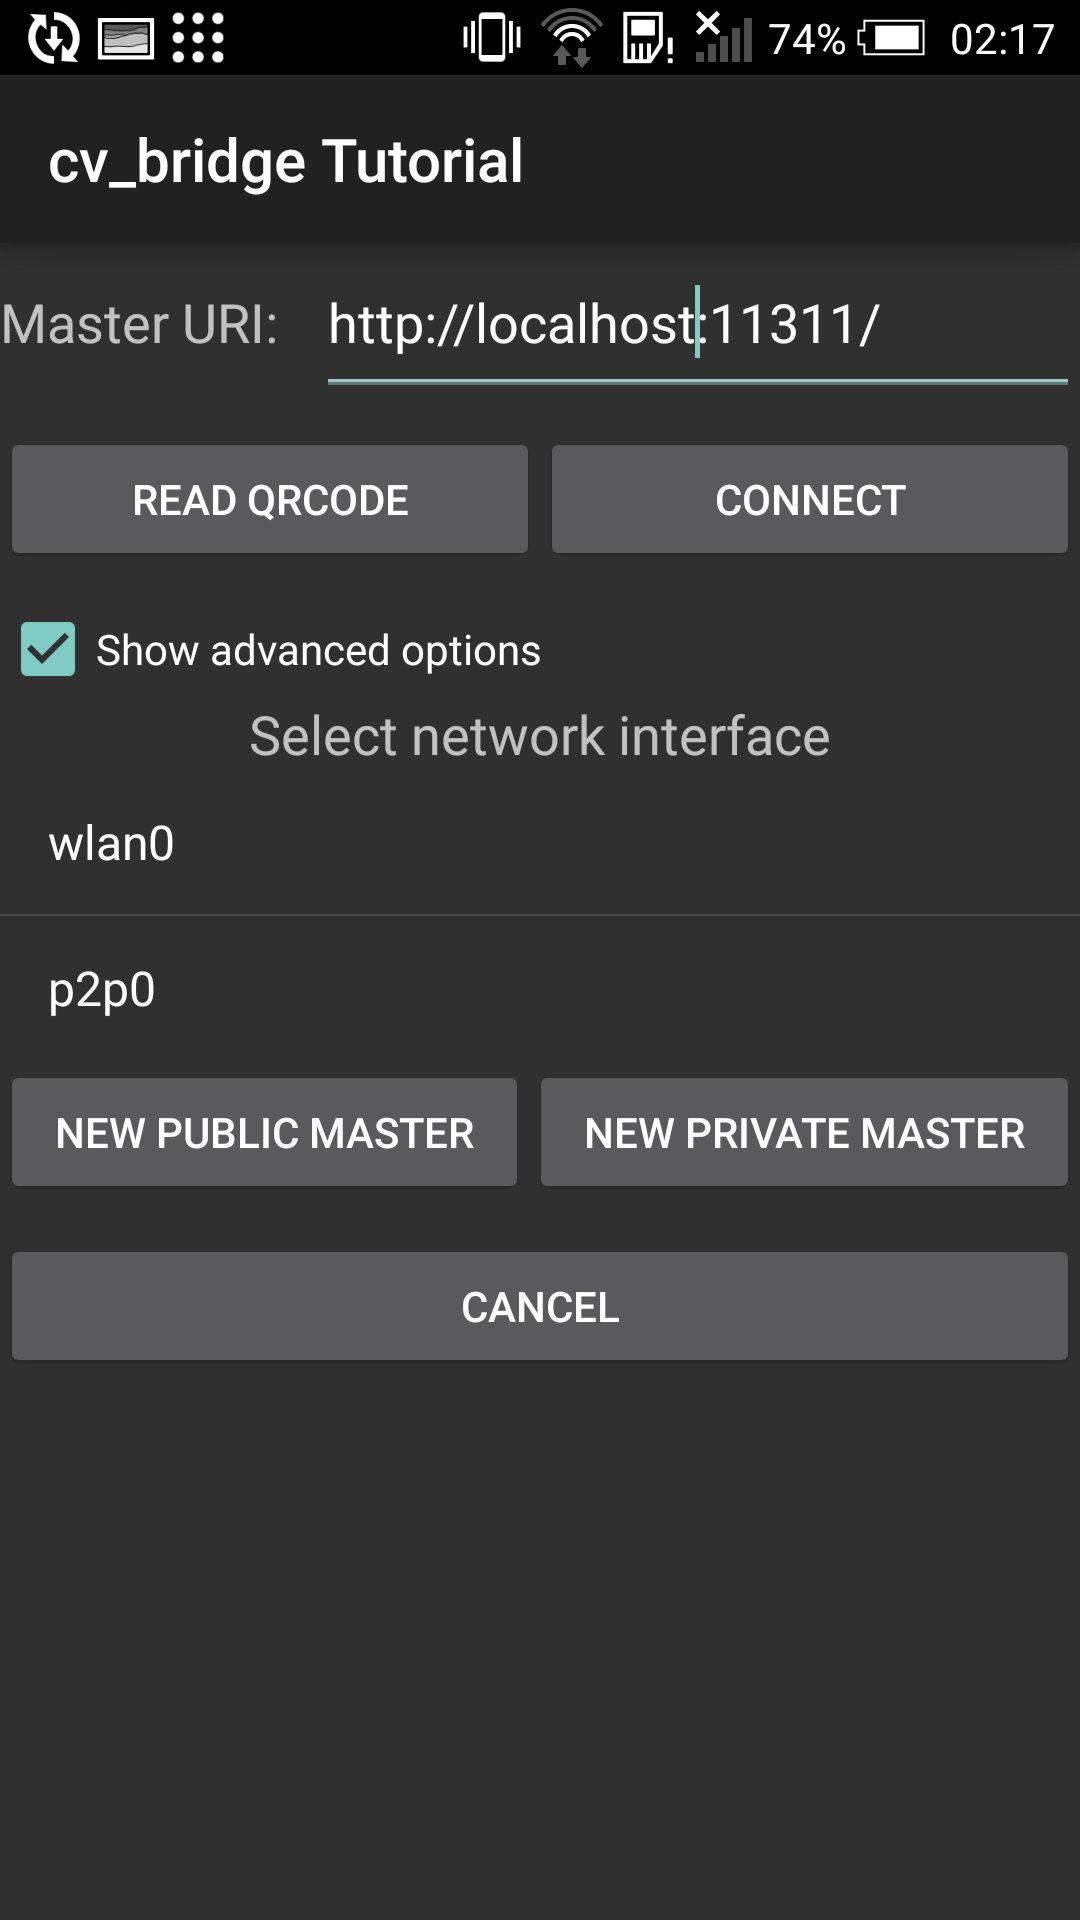 74% 02:17
cv_bridge Tutorial
Master URI: http://localhost:11311/
READ QRCODE CONNECT
Show advanced options
Select network interface
wlan0
p2p0
NEW PUBLIC MASTER NEW PRIVATE MASTER
CANCEL